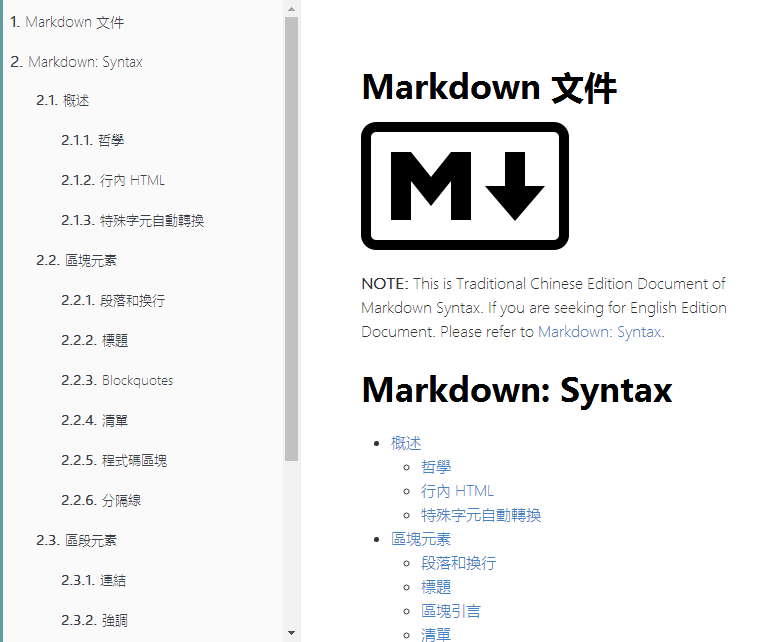 1. Markdown 文件
2. Markdown: Syntax
2.1. 概述
2.1.1. 哲學
2.1.2. 行內 HTML
2.1.3. 特殊字元自動轉換
2.2. 區塊元素
2.2.1. 段落和換行
2.2.2. 標題
2.2.3. Blockquotes
2.2.4. 清單
2.2.5. 程式碼區塊
2.2.6. 分隔線
2.3. 區段元素
2.3.1. 連結
2.3.2. 強調
Markdown 文件
M
NOTE: This is Traditional Chinese Edition Document of
Markdown Syntax. If you are seeking for English Edition
Document. Please refer to Markdown: Syntax.
Markdown: Syntax
概述
哲學
行內 HTML
特殊字元自動轉換
區塊元素
段落和換行
標題
區塊引言
清單